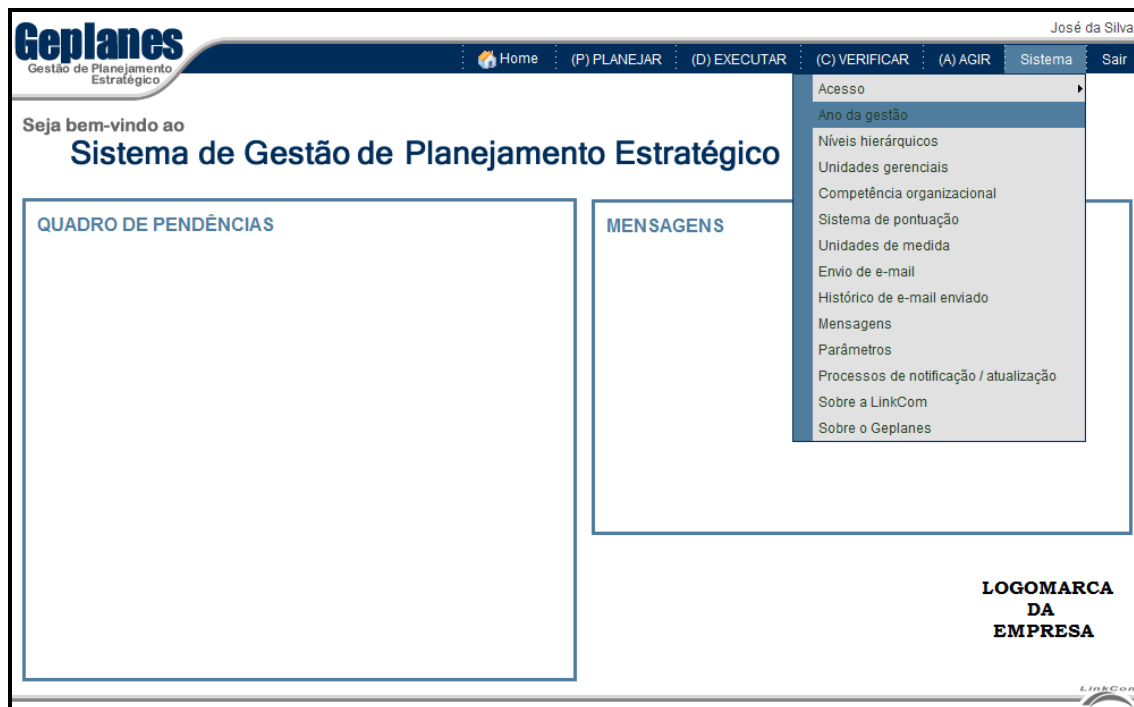 José da Silva
Geplanes
Gestão de Planejamento
Estratégico
Home (P) PLANEJAR (D) EXECUTAR (C) VERIFICAR (A) AGIR Sistema Sair
Seja bem-vindo ao
Sistema de Gestão de Planejamento Estratégico
Acesso
Ano da gestão
Níveis hierárquicos
Unidades gerenciais
Competência organizacional
Sistema de pontuação
Unidades de medida
Envio de e-mail
Histórico de e-mail enviado
Mensagens
Parâmetros
Processos de notificação / atualização
Sobre a LinkCom
Sobre o Geplanes
QUADRO DE PENDÊNCIAS
MENSAGENS
LOGOMARCA
DA
EMPRESA
LinkCom